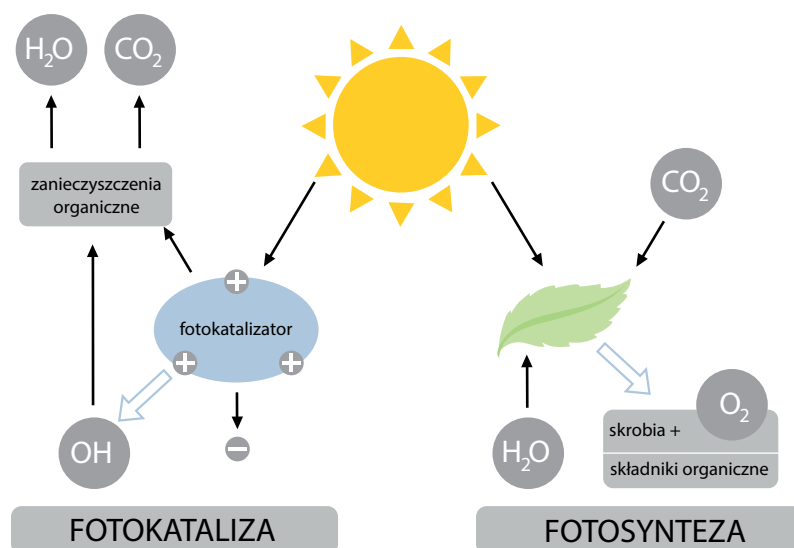 H₂O
CO₂
zanieczyszczenia
organiczne
+
fotokatalizator
+
+
−
OH
FOTOKATALIZA
CO₂
H₂O
O₂
skrobia +
składniki organiczne
FOTOSYNTEZA